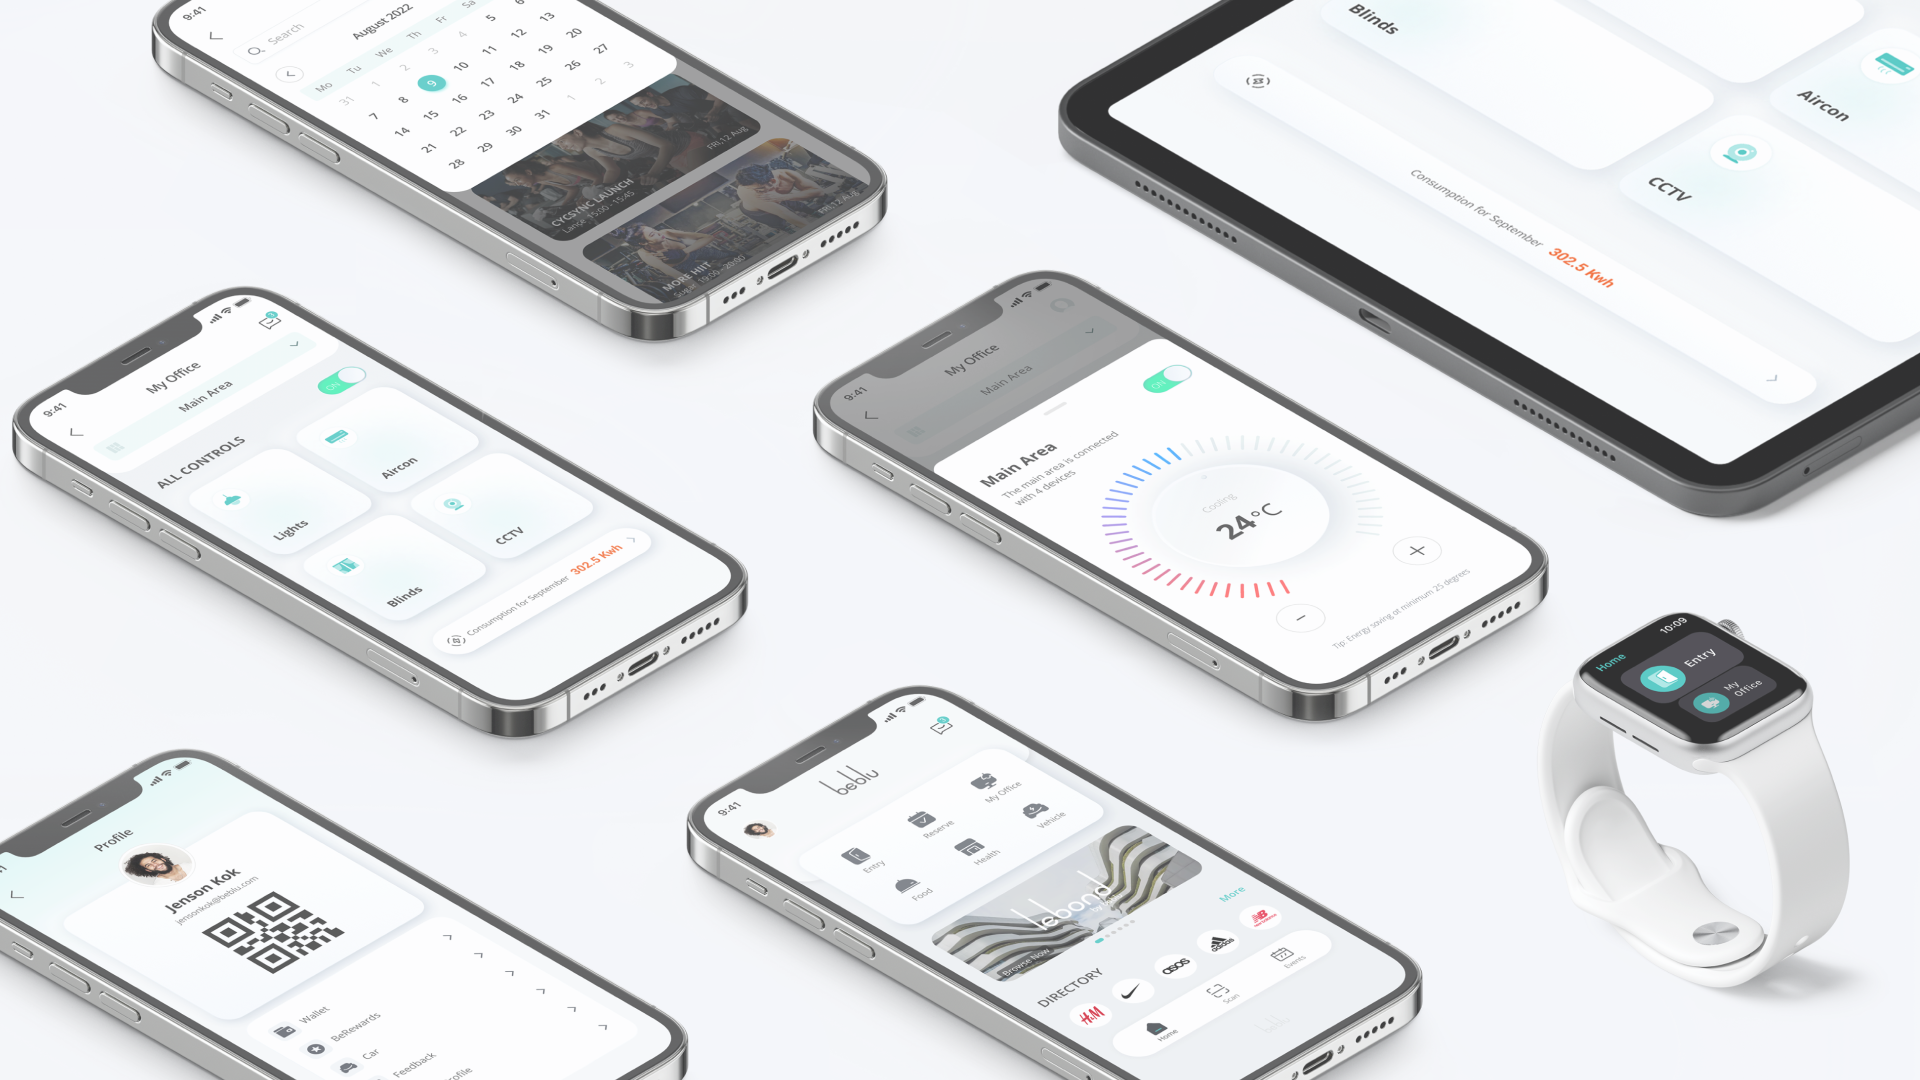 9:41
Search
August 2022
Mo Tu We Th Fr Sa
31 1 2 3 4 5 6
7 8 9 10 11 12 13
14 15 16 17 18 19 20
21 22 23 24 25 26 27
28 29 30 31 1 2 3
CYCSYNC LAUNCH
15:00 - 15:45
FRI,12 Aug
MORE HIIT
19:00 - 20:00
FRI,12 Aug
Blinds
Aircon
CCTV
Consumption for September 302.5 Kwh
9:41
My Office
Main Area
ALL CONTROLS
ON
Lights
Aircon
Blinds
CCTV
Consumption for September 302.5 Kwh
9:41
My Office
Main Area
ON
Main Area
The main area is connected
with 4 devices
Cooling
24°C
Tip: Energy saving at minimum 25 degrees
10:09
Home
Entry
My
Office
Profile
Jenson Kok
jensonkok@beblu.com
Wallet
BeRewards
Car
Feedback
9:41
beblu
Entry
Reserve
My Office
Food
Health
Vehicle
lebond
by
Browse Now
DIRECTORY
More
H&M
asos
adidas
NB
new balance
Home
Scan
Events
beblu